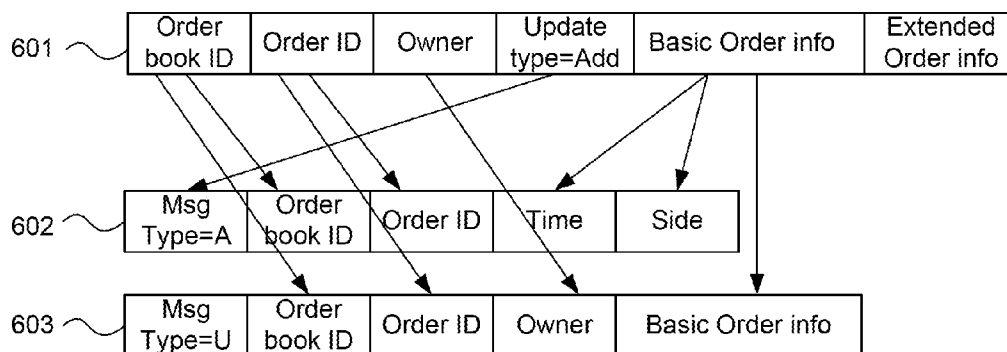 601
Order book ID
Order ID
Owner
Update type=Add
Basic Order info
Extended Order info
602
Msg Type=A
Order book ID
Order ID
Time
Side
603
Msg Type=U
Order book ID
Order ID
Owner
Basic Order info